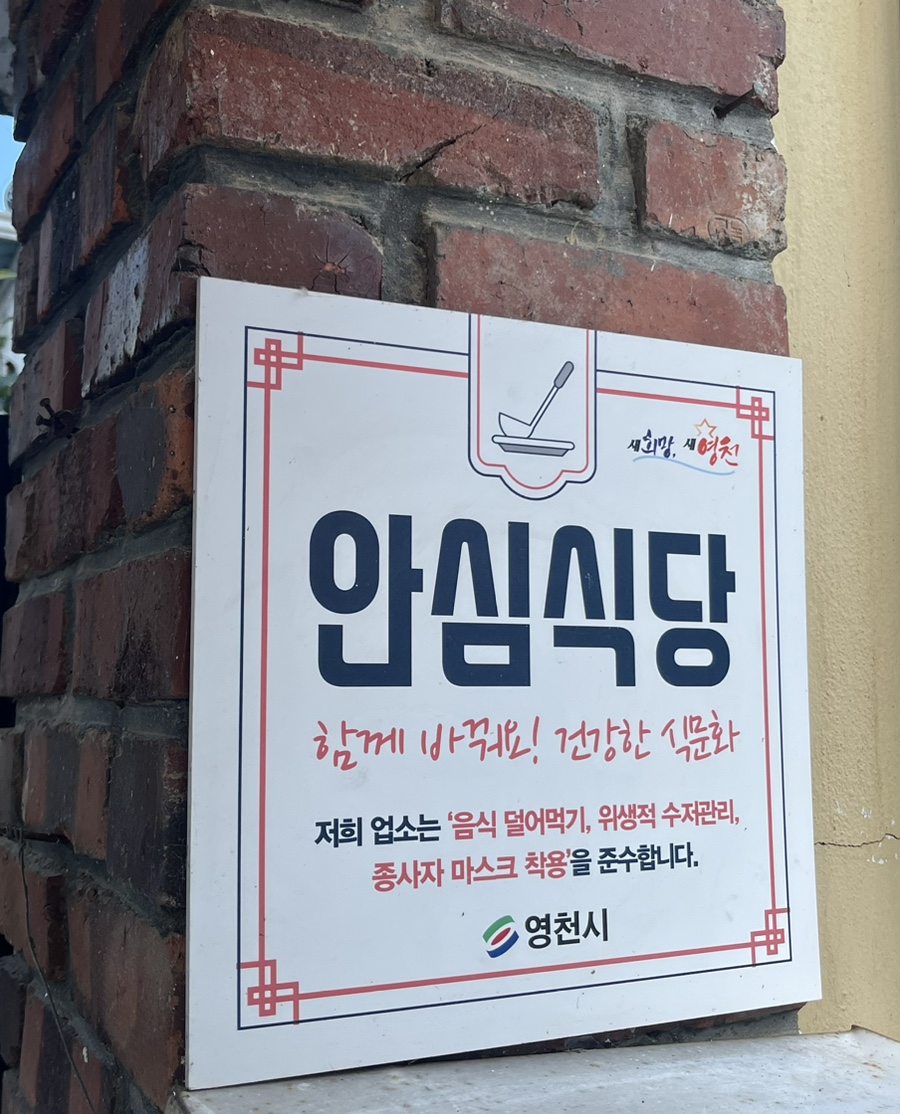 새희망, 새영천
안심식당
함께 바꿔요! 건강한 식문화
저희 업소는 '음식 덜어먹기, 위생적 수저관리,
종사자 마스크 착용'을 준수합니다.
영천시